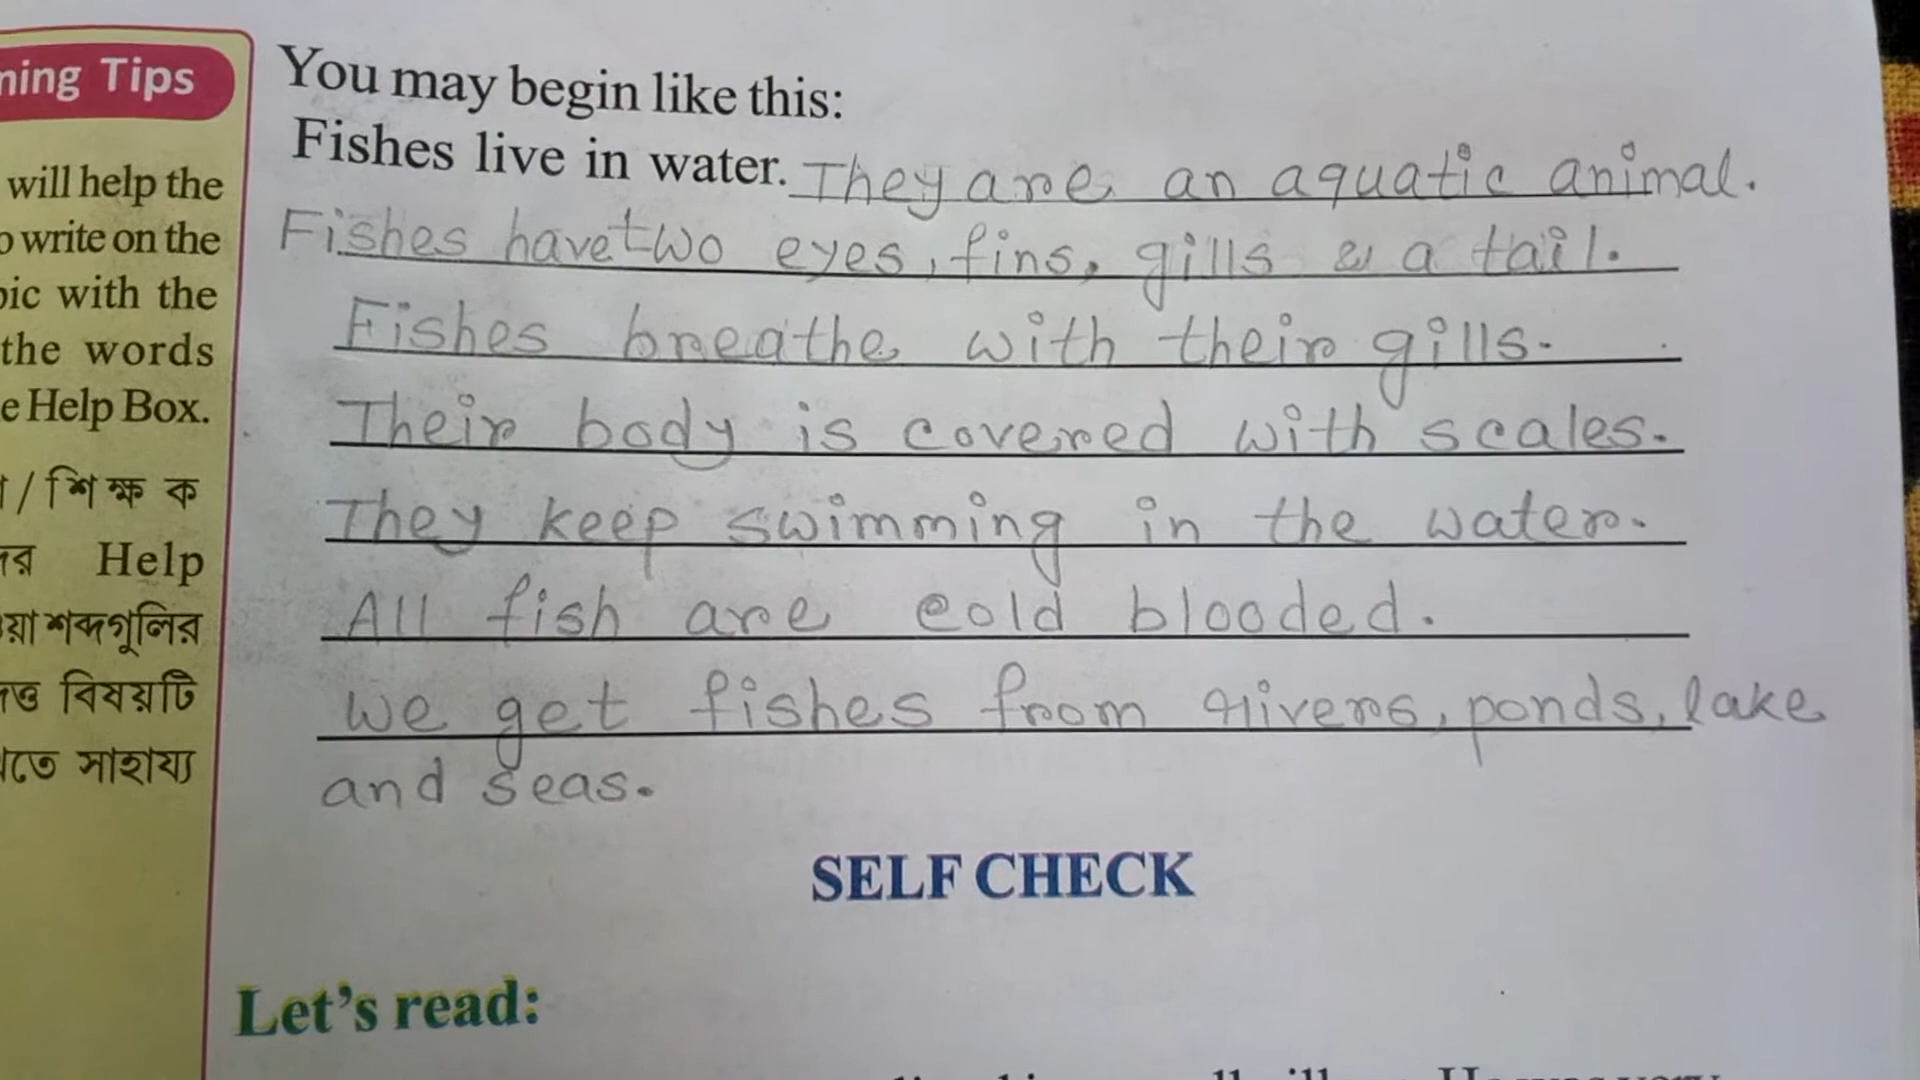 ning Tips
will help the
o write on the
pic with the
the words
e Help Box.
/ শিক্ষক
Help
শব্দগুলির
বিষয়টি
সাহায্য
You may begin like this:
Fishes live in water. They are an aquatic animal.
Fishes have two eyes, fins, gills & a tail.
Fishes breathe with their gills.
Their body is covered with scales.
They keep swimming in the water.
All fish are cold blooded.
We get fishes from rivers, ponds, lake
and seas.
SELF CHECK
Let's read: